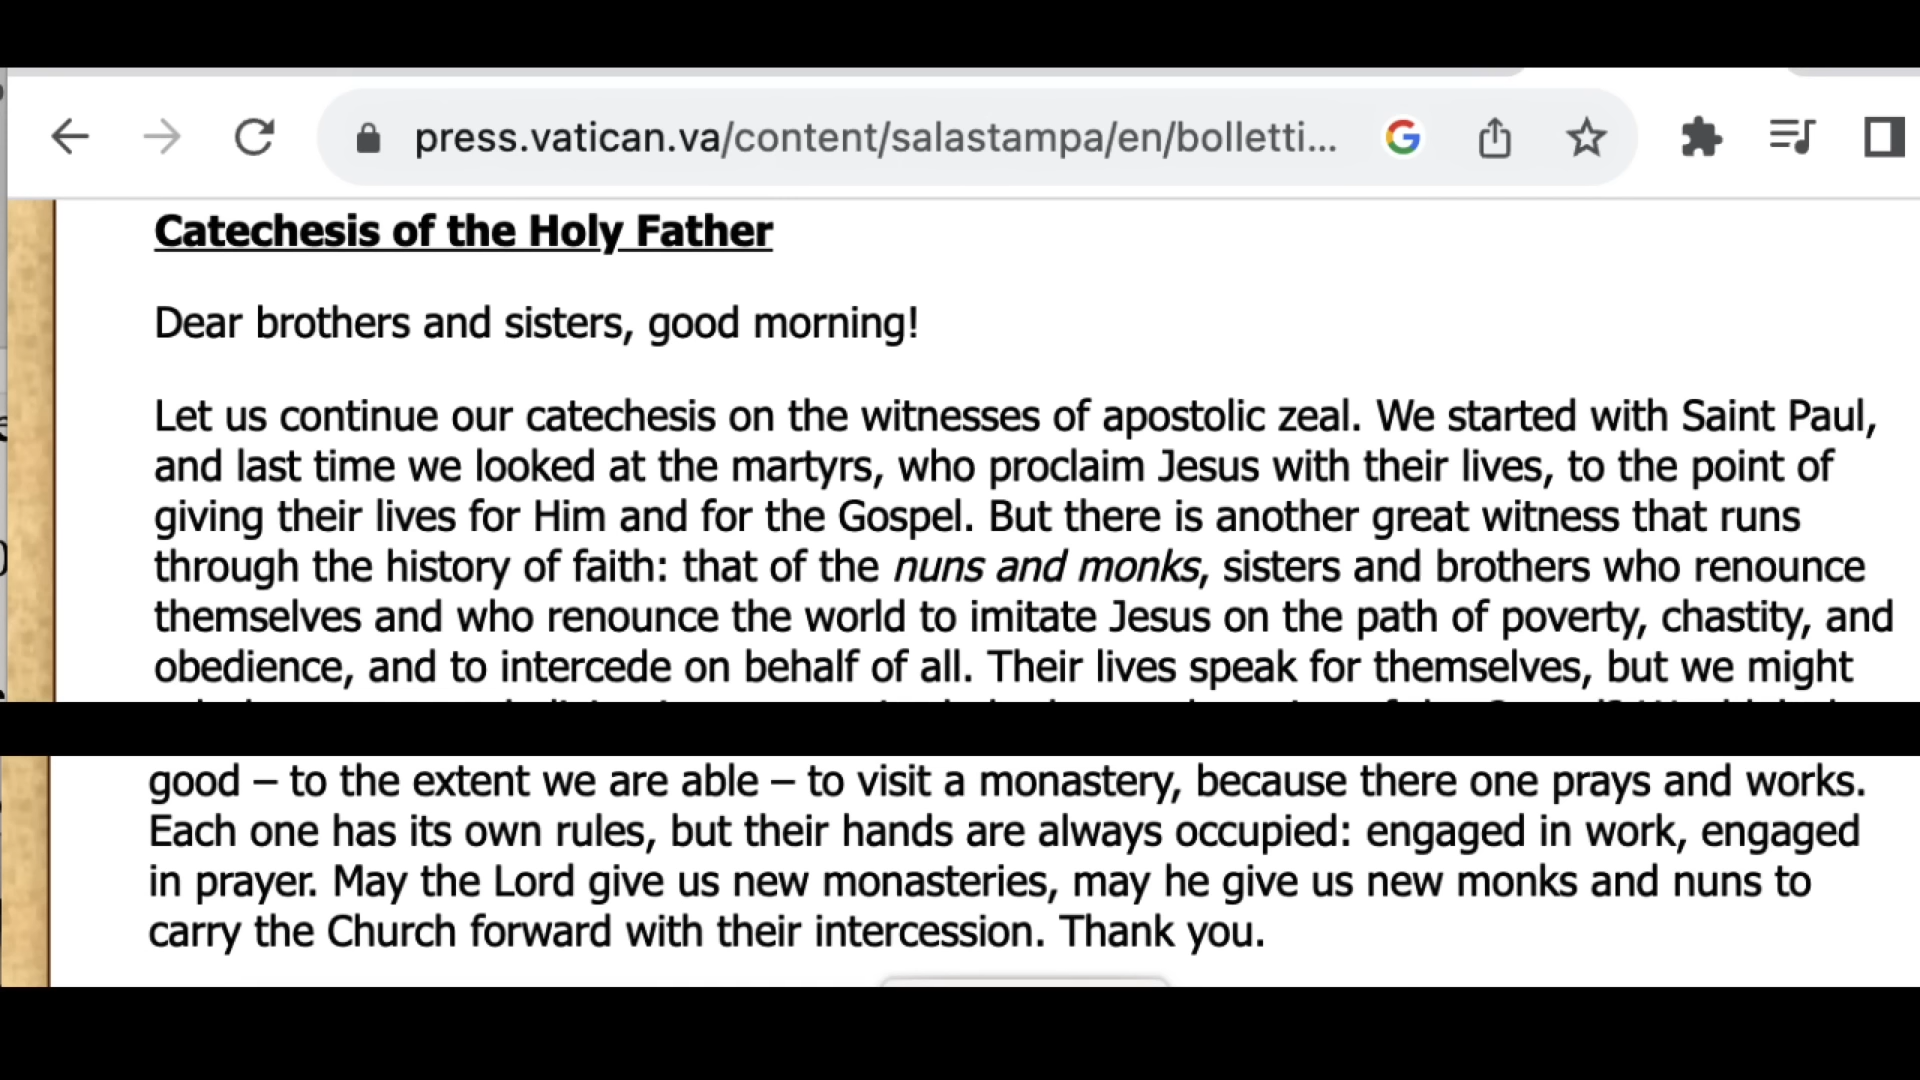 press.vatican.va/content/salastampa/en/bolletti...
Catechesis of the Holy Father
Dear brothers and sisters, good morning!
Let us continue our catechesis on the witnesses of apostolic zeal. We started with Saint Paul,
and last time we looked at the martyrs, who proclaim Jesus with their lives, to the point of
giving their lives for Him and for the Gospel. But there is another great witness that runs
through the history of faith: that of the nuns and monks, sisters and brothers who renounce
themselves and who renounce the world to imitate Jesus on the path of poverty, chastity, and
obedience, and to intercede on behalf of all. Their lives speak for themselves, but we might
good – to the extent we are able – to visit a monastery, because there one prays and works.
Each one has its own rules, but their hands are always occupied: engaged in work, engaged
in prayer. May the Lord give us new monasteries, may he give us new monks and nuns to
carry the Church forward with their intercession. Thank you.